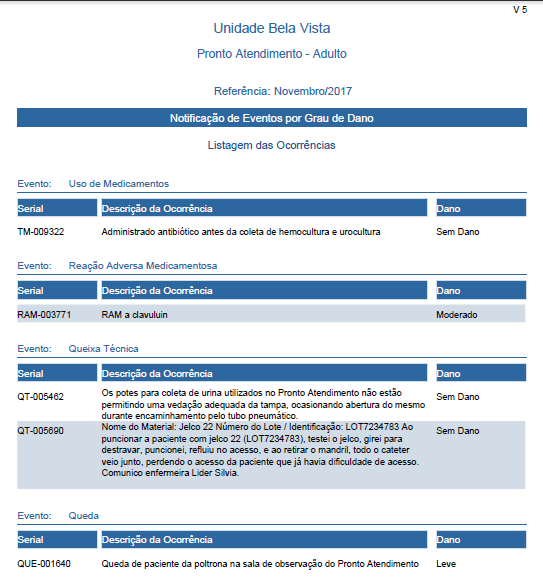 V 5
Unidade Bela Vista
Pronto Atendimento - Adulto
Referência: Novembro/2017
Notificação de Eventos por Grau de Dano
Listagem das Ocorrências
Evento: Uso de Medicamentos
Serial Descrição da Ocorrência Dano
TM-009322 Administrado antibiótico antes da coleta de hemocultura e urocultura Sem Dano
Evento: Reação Adversa Medicamentosa
Serial Descrição da Ocorrência Dano
RAM-003771 RAM a clavuluin Moderado
Evento: Queixa Técnica
Serial Descrição da Ocorrência Dano
QT-005462 Os potes para coleta de urina utilizados no Pronto Atendimento não estão Sem Dano
permitindo uma vedação adequada da tampa, ocasionando abertura do mesmo
durante encaminhamento pelo tubo pneumático.
QT-005690 Nome do Material: Jelco 22 Número do Lote / Identificação: LOT7234783 Ao Sem Dano
puncionar a paciente com jelco 22 (LOT7234783), testei o jelco, girei para
destravar, puncionei, refluiu no acesso, e ao retirar o mandril, todo o cateter
veio junto, perdendo o acesso da paciente que já havia dificuldade de acesso.
Comunico enfermeira Lider Silvia.
Evento: Queda
Serial Descrição da Ocorrência Dano
QUE-001640 Queda de paciente da poltrona na sala de observação do Pronto Atendimento Leve